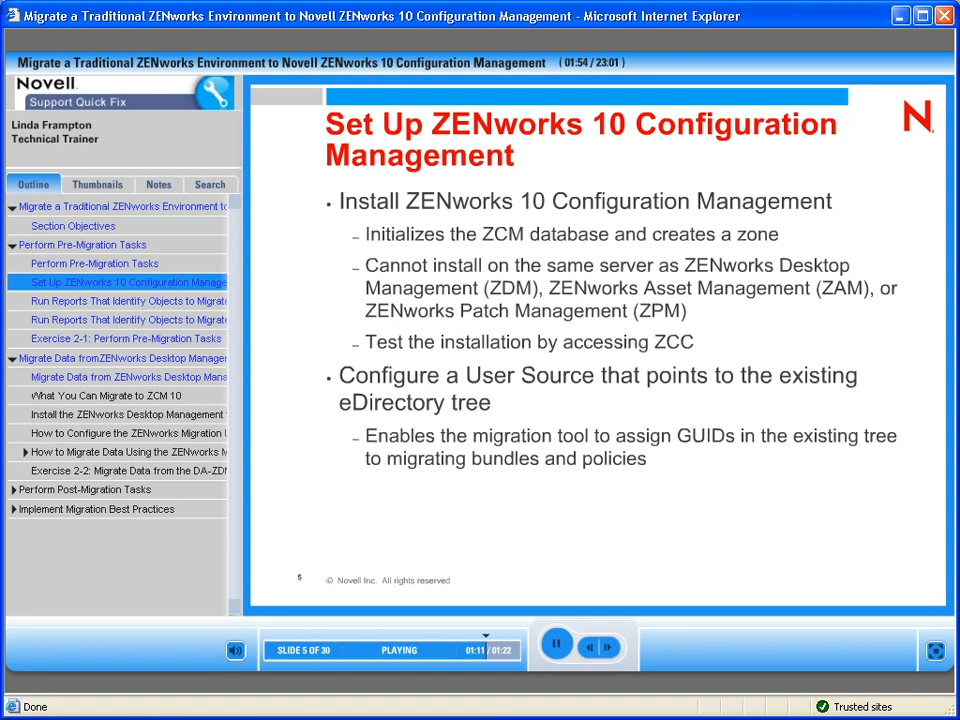 Migrate a Traditional ZENworks Environment to Novell ZENworks 10 Configuration Management - Microsoft Internet Explorer
Migrate a Traditional ZENworks Environment to Novell ZENworks 10 Configuration Management ( 01:54 / 23:01 )
Novell.
Support Quick Fix
Linda Frampton
Technical Trainer
Outline Thumbnails Notes Search
Migrate a Traditional ZENworks Environment to
Section Objectives
Perform Pre-Migration Tasks
Perform Pre-Migration Tasks
Set Up ZENworks 10 Configuration Manage
Run Reports That Identify Objects to Migrat
Run Reports That Identify Objects to Migrat
Exercise 2-1: Perform Pre-Migration Tasks
Migrate Data fromZENworks Desktop Manager
Migrate Data from ZENworks Desktop Mana
What You Can Migrate to ZCM 10
Install the ZENworks Desktop Management
How to Configure the ZENworks Migration U
How to Migrate Data Using the ZENworks M
Exercise 2-2: Migrate Data from the DA-ZDN
Perform Post-Migration Tasks
Implement Migration Best Practices
N
Set Up ZENworks 10 Configuration
Management
• Install ZENworks 10 Configuration Management
– Initializes the ZCM database and creates a zone
– Cannot install on the same server as ZENworks Desktop
Management (ZDM), ZENworks Asset Management (ZAM), or
ZENworks Patch Management (ZPM)
– Test the installation by accessing ZCC
• Configure a User Source that points to the existing
eDirectory tree
– Enables the migration tool to assign GUIDs in the existing tree
to migrating bundles and policies
5 © Novell Inc. All rights reserved
SLIDE 5 OF 30 PLAYING 01:11 / 01:22
Done Trusted sites